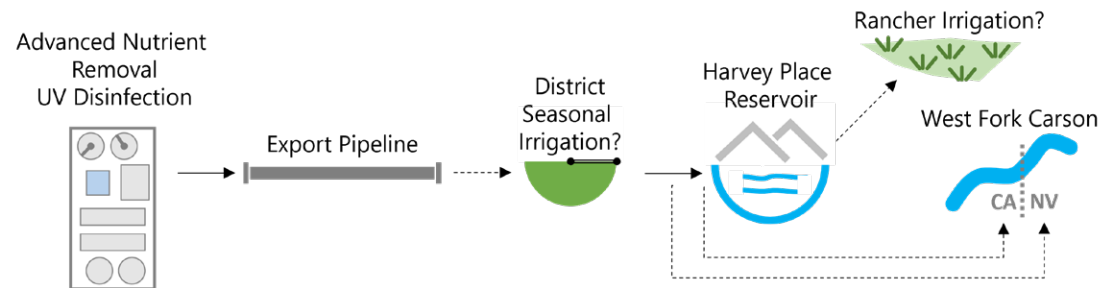 Advanced Nutrient
Removal
UV Disinfection
Export Pipeline
District
Seasonal
Irrigation?
Harvey Place
Reservoir
Rancher Irrigation?
West Fork Carson
CA NV